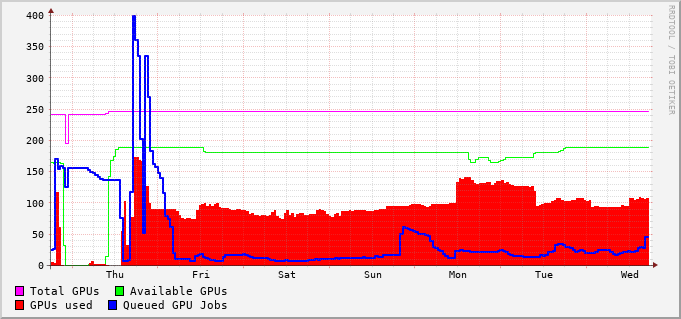 400
350
300
250
200
150
100
50
0
Thu Fri Sat Sun Mon Tue Wed
Total GPUs Available GPUs
GPUs used Queued GPU Jobs
RRDTOOL / TOBI OETIKER